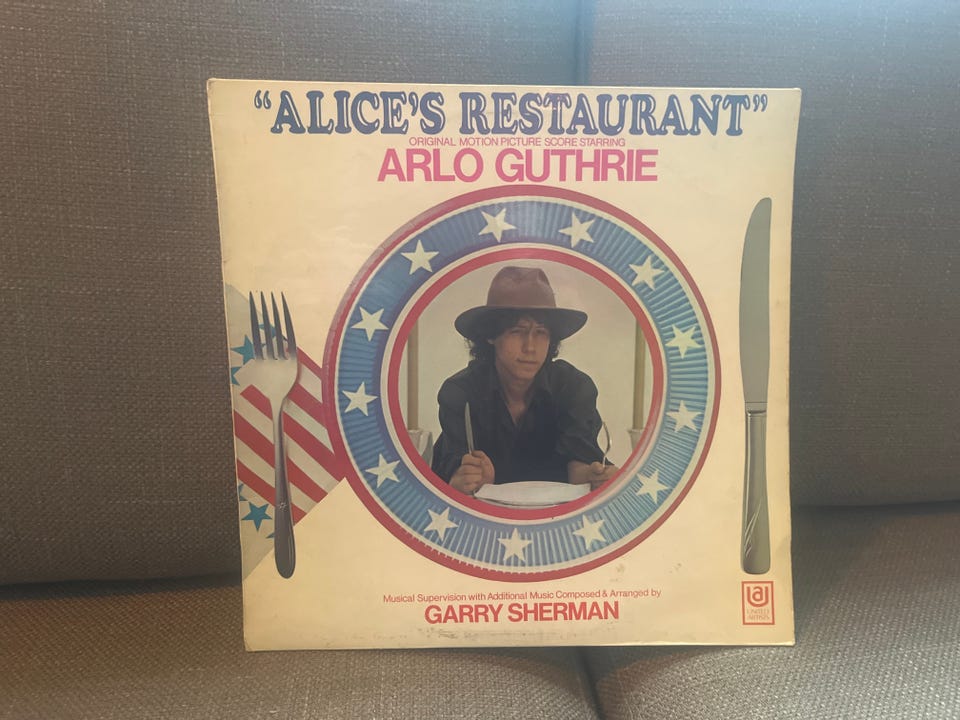 “ALICE’S RESTAURANT”
ORIGINAL MOTION PICTURE SCORE STARRING
ARLO GUTHRIE
Musical Supervision with Additional Music Composed & Arranged by
GARRY SHERMAN
UA
UNITED
ARTISTS